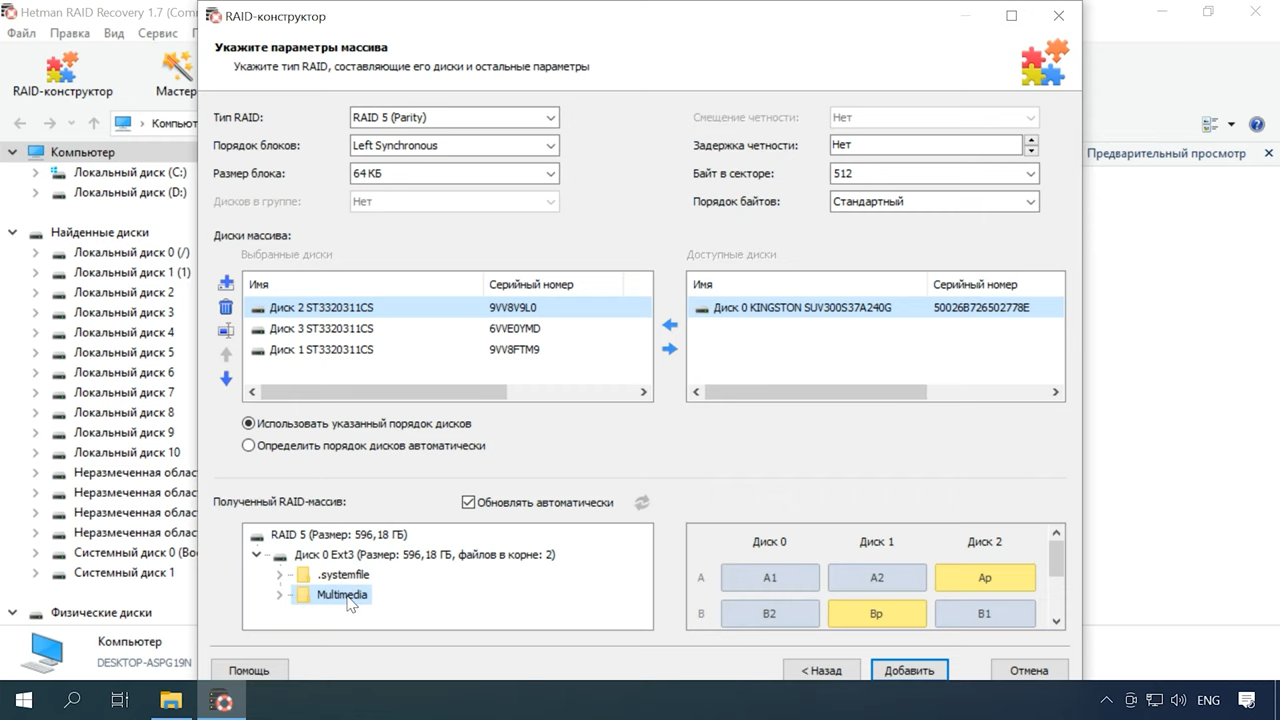 Hetman RAID Recovery 1.7 (Com
Файл Правка Вид Сервис
RAID-конструктор
Мастер
Компьют
Компьютер
Локальный диск (C:)
Локальный диск (D:)
Найденные диски
Локальный диск 0 (/)
Локальный диск 1 (1)
Локальный диск 2
Локальный диск 3
Локальный диск 4
Локальный диск 5
Локальный диск 6
Локальный диск 7
Локальный диск 8
Локальный диск 9
Локальный диск 10
Неразмеченная облас
Неразмеченная облас
Неразмеченная облас
Неразмеченная облас
Системный диск 0 (Во
Системный диск 1
Физические диски
Компьютер
DESKTOP-ASPG19N
RAID-конструктор
Укажите параметры массива
Укажите тип RAID, составляющие его диски и остальные параметры
Тип RAID: RAID 5 (Parity)
Порядок блоков: Left Synchronous
Размер блока: 64 КБ
Дисков в группе: Нет
Смещение четности: Нет
Задержка четности: Нет
Байт в секторе: 512
Порядок байтов: Стандартный
Диски массива:
Выбранные диски
Имя Серийный номер
Диск 2 ST3320311CS 9VV8V9L0
Диск 3 ST3320311CS 6VVE0YMD
Диск 1 ST3320311CS 9VV8FTM9
Доступные диски
Имя Серийный номер
Диск 0 KINGSTON SUV300S37A240G 50026B726502778E
Использовать указанный порядок дисков
Определить порядок дисков автоматически
Полученный RAID-массив:
Обновлять автоматически
RAID 5 (Размер: 596,18 ГБ)
Диск 0 Ext3 (Размер: 596,18 ГБ, файлов в корне: 2)
.systemfile
Multimedia
Диск 0 Диск 1 Диск 2
A A1 A2 Ap
B B2 Bp B1
Помощь < Назад Добавить Отмена
Предварительный просмотр
ENG